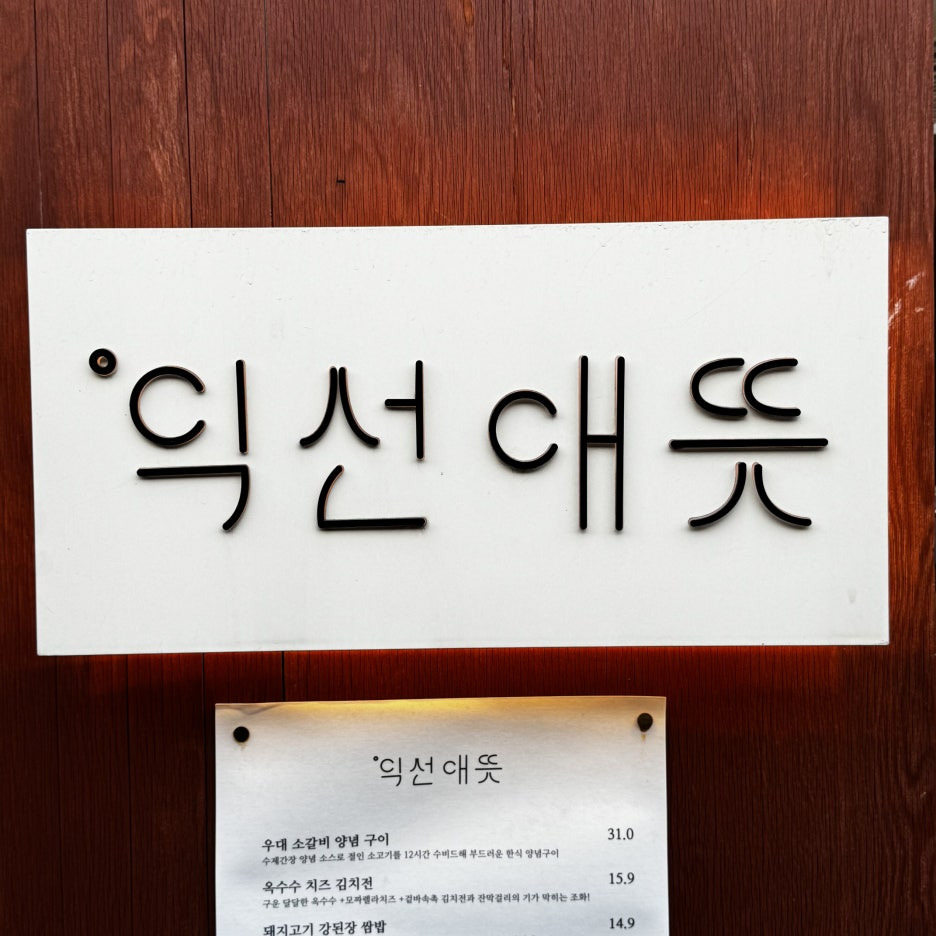 익선애뜻
익선애뜻
우대 소갈비 양념 구이 31.0
수제간장 양념 소스로 절인 소고기를 12시간 수비드해 부드러운 한식 양념구이
옥수수 치즈 김치전 15.9
구운 달달한 옥수수 +모짜렐라치즈 +겉바속촉 김치전과 잔막걸리의 기가 막히는 조화!
돼지고기 강된장 쌈밥 14.9